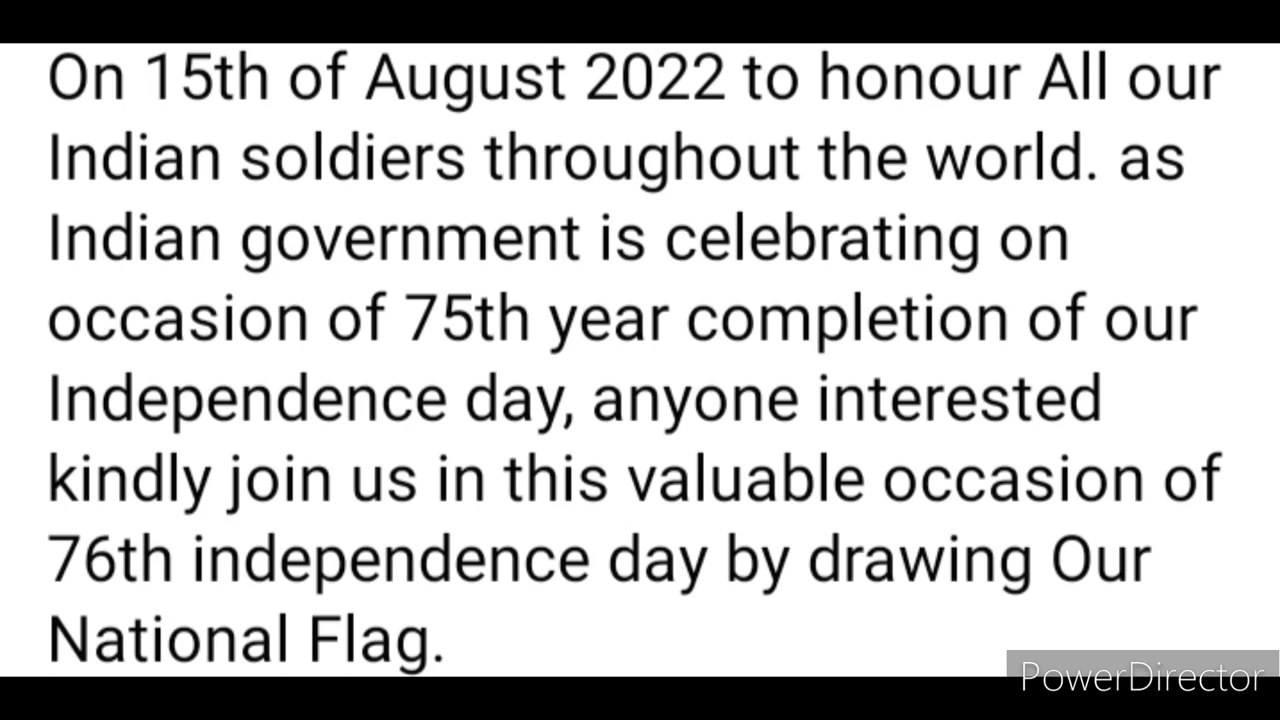 On 15th of August 2022 to honour All our
Indian soldiers throughout the world. as
Indian government is celebrating on
occasion of 75th year completion of our
Independence day, anyone interested
kindly join us in this valuable occasion of
76th independence day by drawing Our
National Flag.
PowerDirector